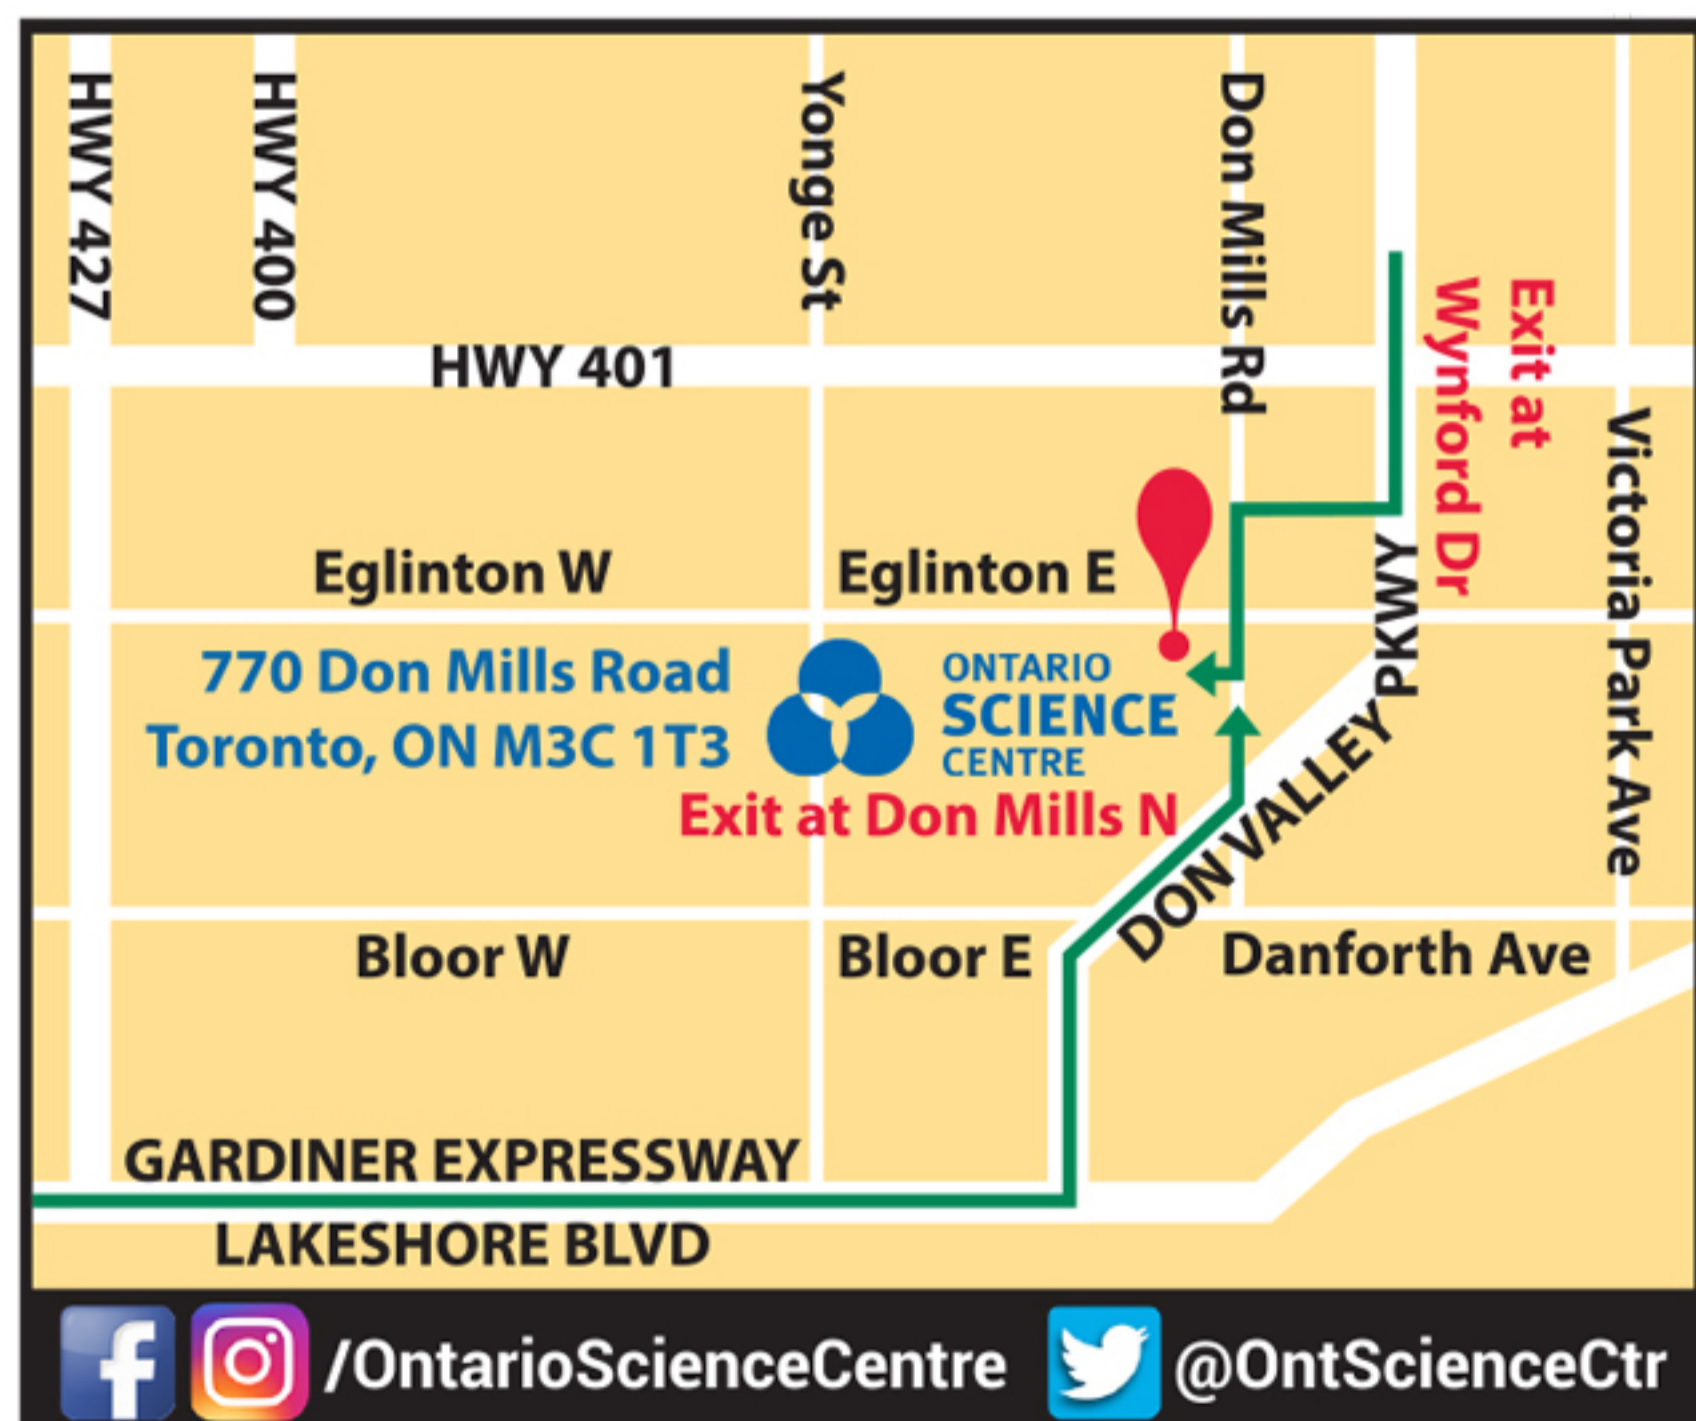 HWY 427
HWY 400
Yonge St
Don Mills Rd
Exit at
Wynford Dr
HWY 401
Victoria Park Ave
Eglinton W
Eglinton E
DON VALLEY PKWY
770 Don Mills Road
Toronto, ON M3C 1T3
ONTARIO
SCIENCE
CENTRE
Exit at Don Mills N
Bloor W
Bloor E
Danforth Ave
GARDINER EXPRESSWAY
LAKESHORE BLVD
/OntarioScienceCentre
@OntScienceCtr